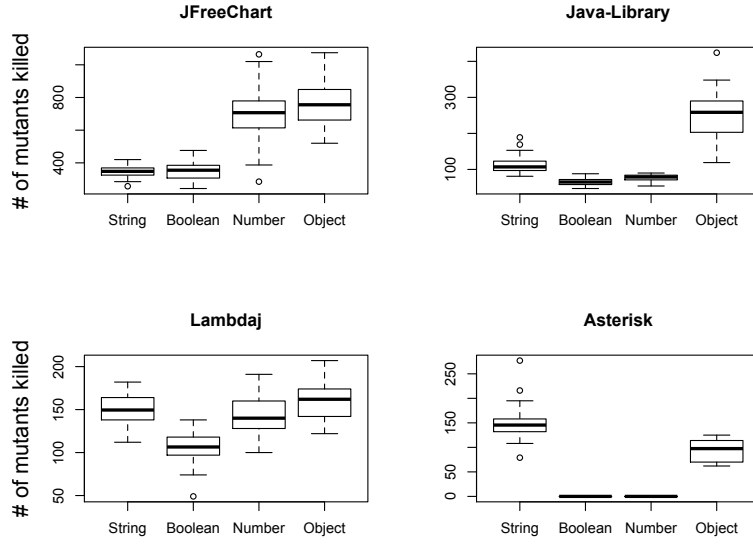 JFreeChart
# of mutants killed
800
400
String Boolean Number Object
Java-Library
300
100
String Boolean Number Object
Lambdaj
# of mutants killed
200
150
100
50
String Boolean Number Object
Asterisk
250
150
50
0
String Boolean Number Object